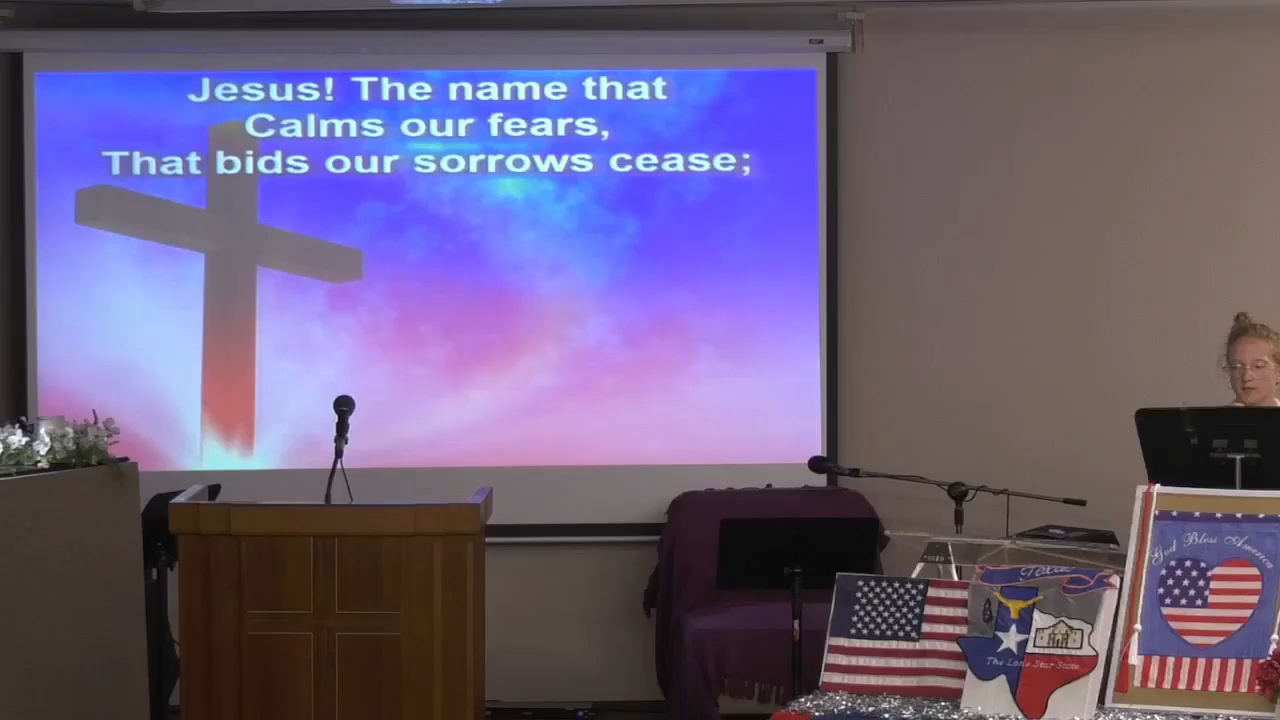 Jesus! The name that
Calms our fears,
That bids our sorrows cease;
God Bless America
Texas
The Lone Star State